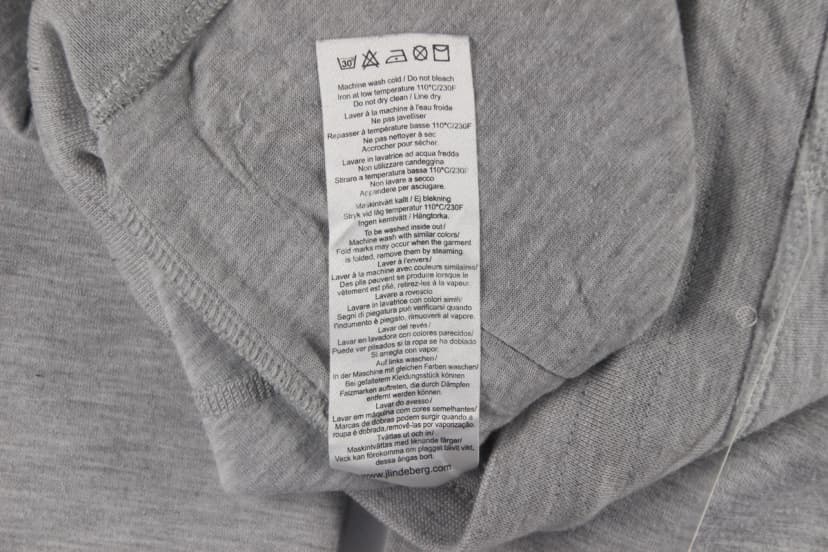 30°
Machine wash cold / Do not bleach
Iron at low temperature 110°C/230F
Do not dry clean / Line dry
Laver à la machine à l'eau froide
Ne pas javelliser
Repasser à température basse 110°C/230F
Ne pas nettoyer à sec
Accrocher pour sécher.
Lavare in lavatrice ad acqua fredda
Non utilizzare candeggina
Stirare a temperatura bassa 110°C/230F
Non lavare a secco
Appendere per asciugare.
Maskintvätt kallt / Ej blekning
Stryk vid låg temperatur 110°C/230F
Ingen kemtvätt / Hängtorka.
To be washed inside out/
Machine wash with similar colors/
Fold marks may occur when the garment
is folded, remove them by steaming.
Laver à l'envers/
Laver à la machine avec couleurs similaires/
Des plis peuvent se produire lorsque le
vêtement est plié, retirez-les à la vapeur.
Lavare a rovescio
Lavare in lavatrice con colori simili/
Segni di piegatura può verificarsi quando
l'indumento è piegato, rimuoverli al vapore.
Lavar del revés/
Lavar en lavadora con colores parecidos/
Puede ver pilsados si la ropa se ha doblado
Si arregla con vapor.
Auf links waschen/
In der Maschine mit gleichen Farben waschen/
Bei gefaltetem Kleidungsstück können
Falzmarken auftreten, die durch Dämpfen
entfernt werden können.
Lavar do avesso/
Lavar em máquina com cores semelhantes/
Marcas de dobras podem surgir quando a
roupa é dobrada,removê-las por vaporização.
Tvättas ut och in/
Maskintvättas med liknande färger/
Veck kan förekomma om plagget talvit vikt,
dessa ångas bort.
www.jlindeberg.com